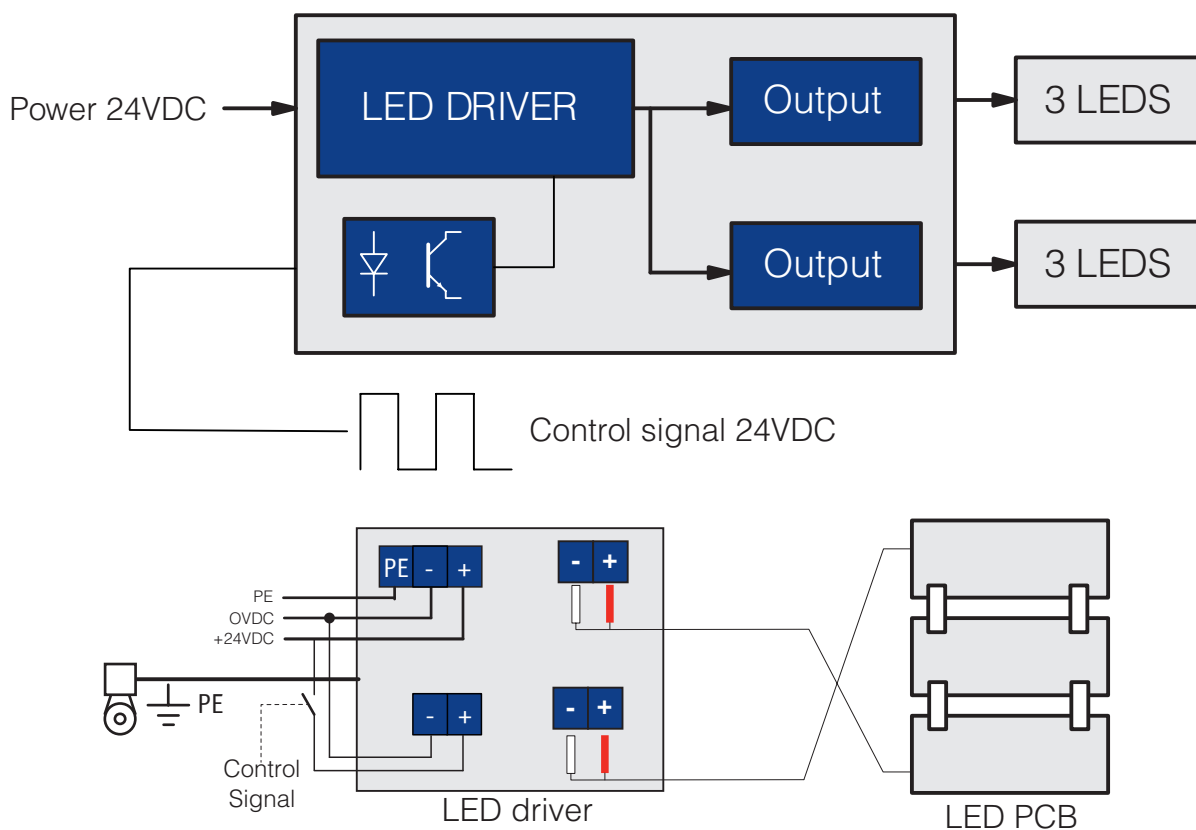 Power 24VDC
LED DRIVER
Output
3 LEDS
Output
3 LEDS
Control signal 24VDC
PE - +
- +
PE
0VDC
+24VDC
PE
- +
- +
Control
Signal
LED driver
LED PCB